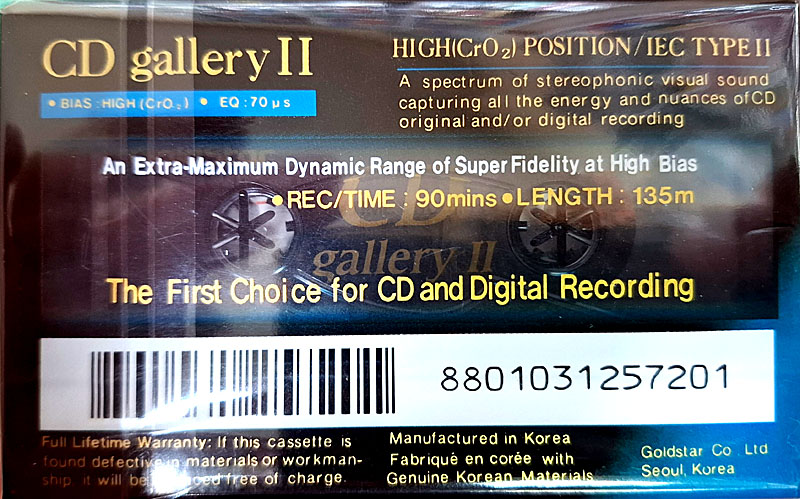 CD gallery II
HIGH(CrO₂) POSITION/IEC TYPE II
• BIAS : HIGH (CrO₂) • EQ : 70 µs
A spectrum of stereophonic visual sound
capturing all the energy and nuances of CD
original and/or digital recording
An Extra-Maximum Dynamic Range of Super Fidelity at High Bias
•REC/TIME : 90mins •LENGTH : 135m
CD
gallery II
The First Choice for CD and Digital Recording
8801031257201
Full Lifetime Warranty: If this cassette is
found defective in materials or workman-
ship it will be free of charge.
Manufactured in Korea
Fabriqué en corée with
Genuine Korean Materials
Goldstar Co Ltd
Seoul, Korea